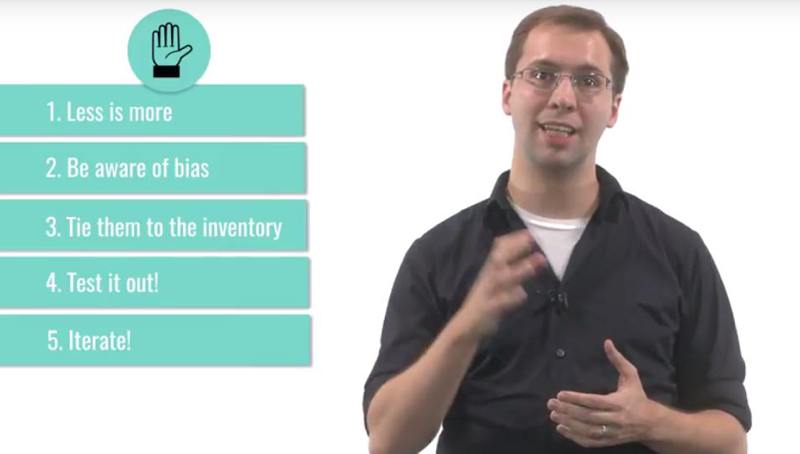 1. Less is more
2. Be aware of bias
3. Tie them to the inventory
4. Test it out!
5. Iterate!